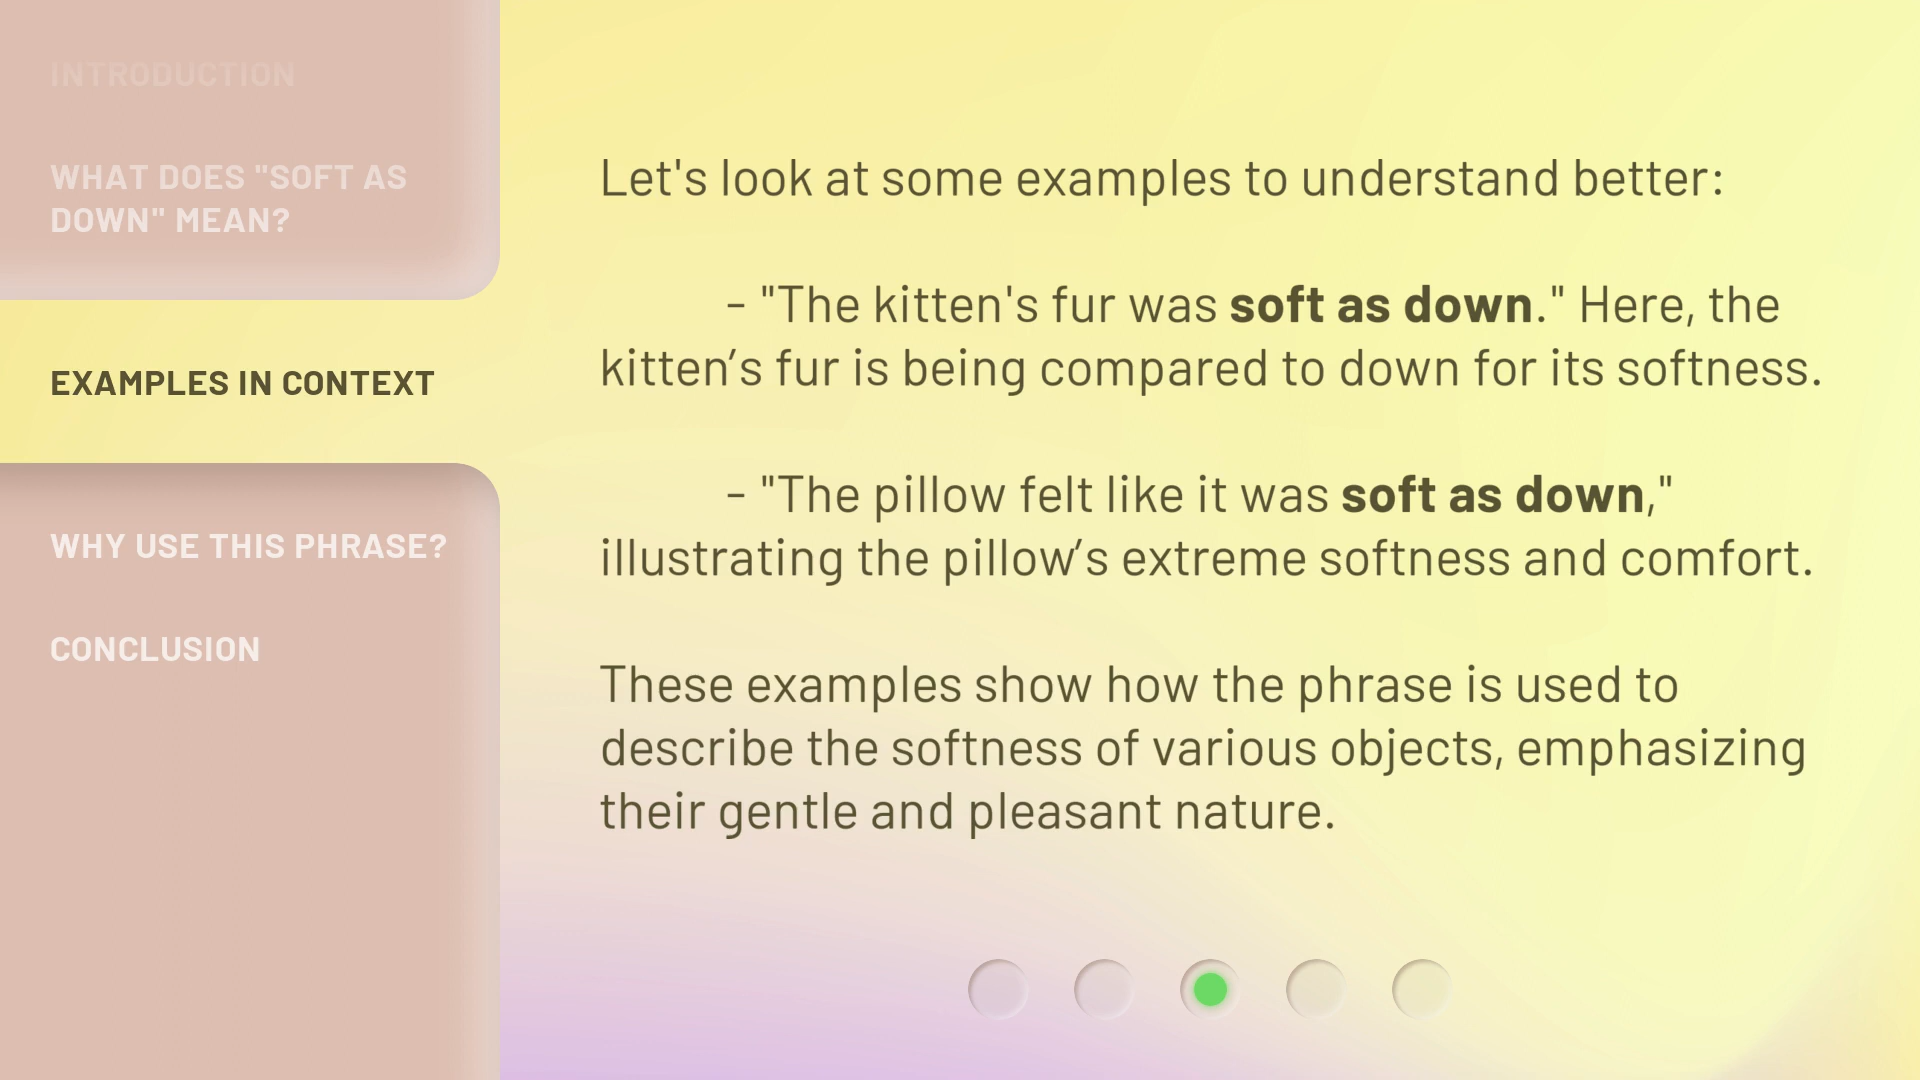 INTRODUCTION
WHAT DOES "SOFT AS
DOWN" MEAN?
EXAMPLES IN CONTEXT
WHY USE THIS PHRASE?
CONCLUSION
Let's look at some examples to understand better:
- "The kitten's fur was soft as down." Here, the
kitten’s fur is being compared to down for its softness.
- "The pillow felt like it was soft as down,"
illustrating the pillow’s extreme softness and comfort.
These examples show how the phrase is used to
describe the softness of various objects, emphasizing
their gentle and pleasant nature.